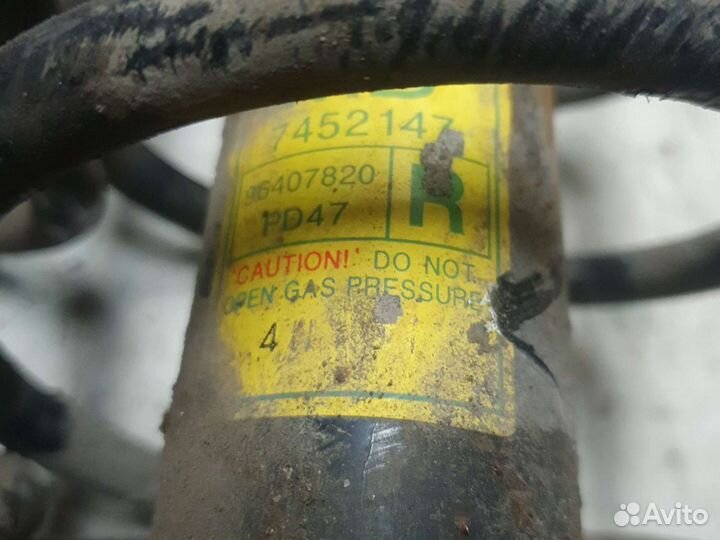 7452147
96407820
PD47
R
'CAUTION!' DO NOT
OPEN GAS PRESSURE
4
Avito